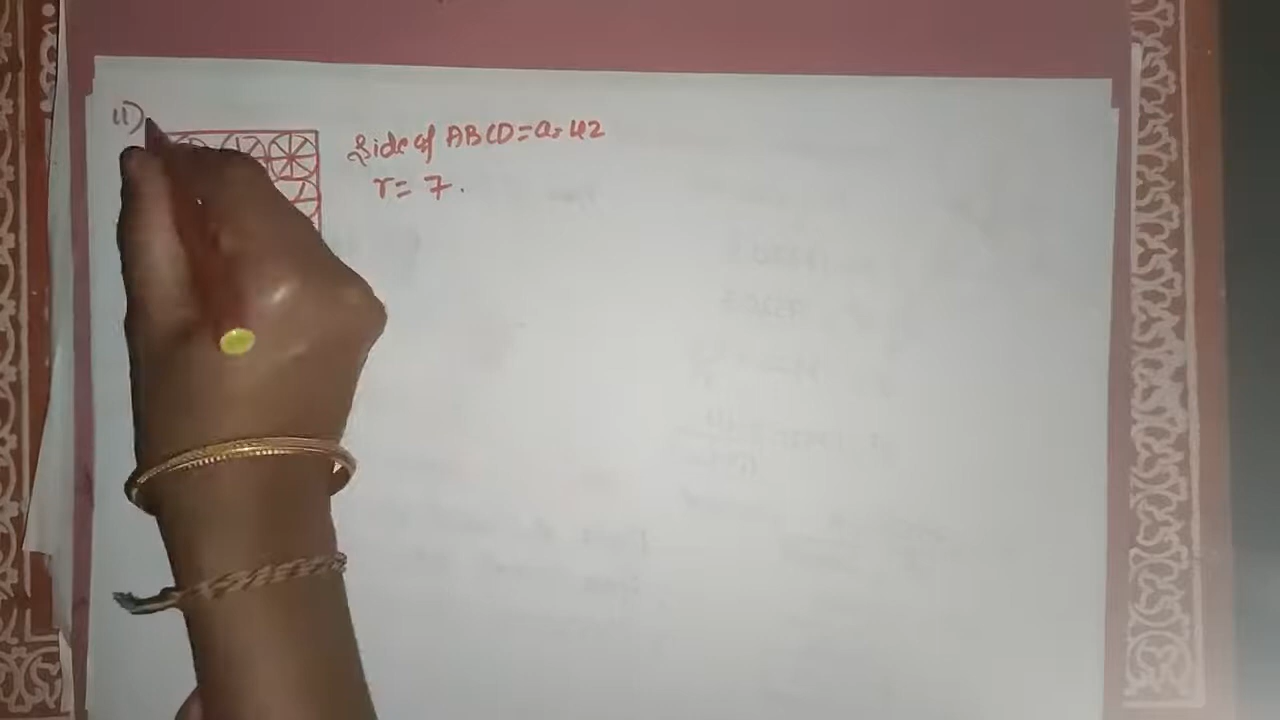 11)
Side of ABCD = a = 42
r = 7.